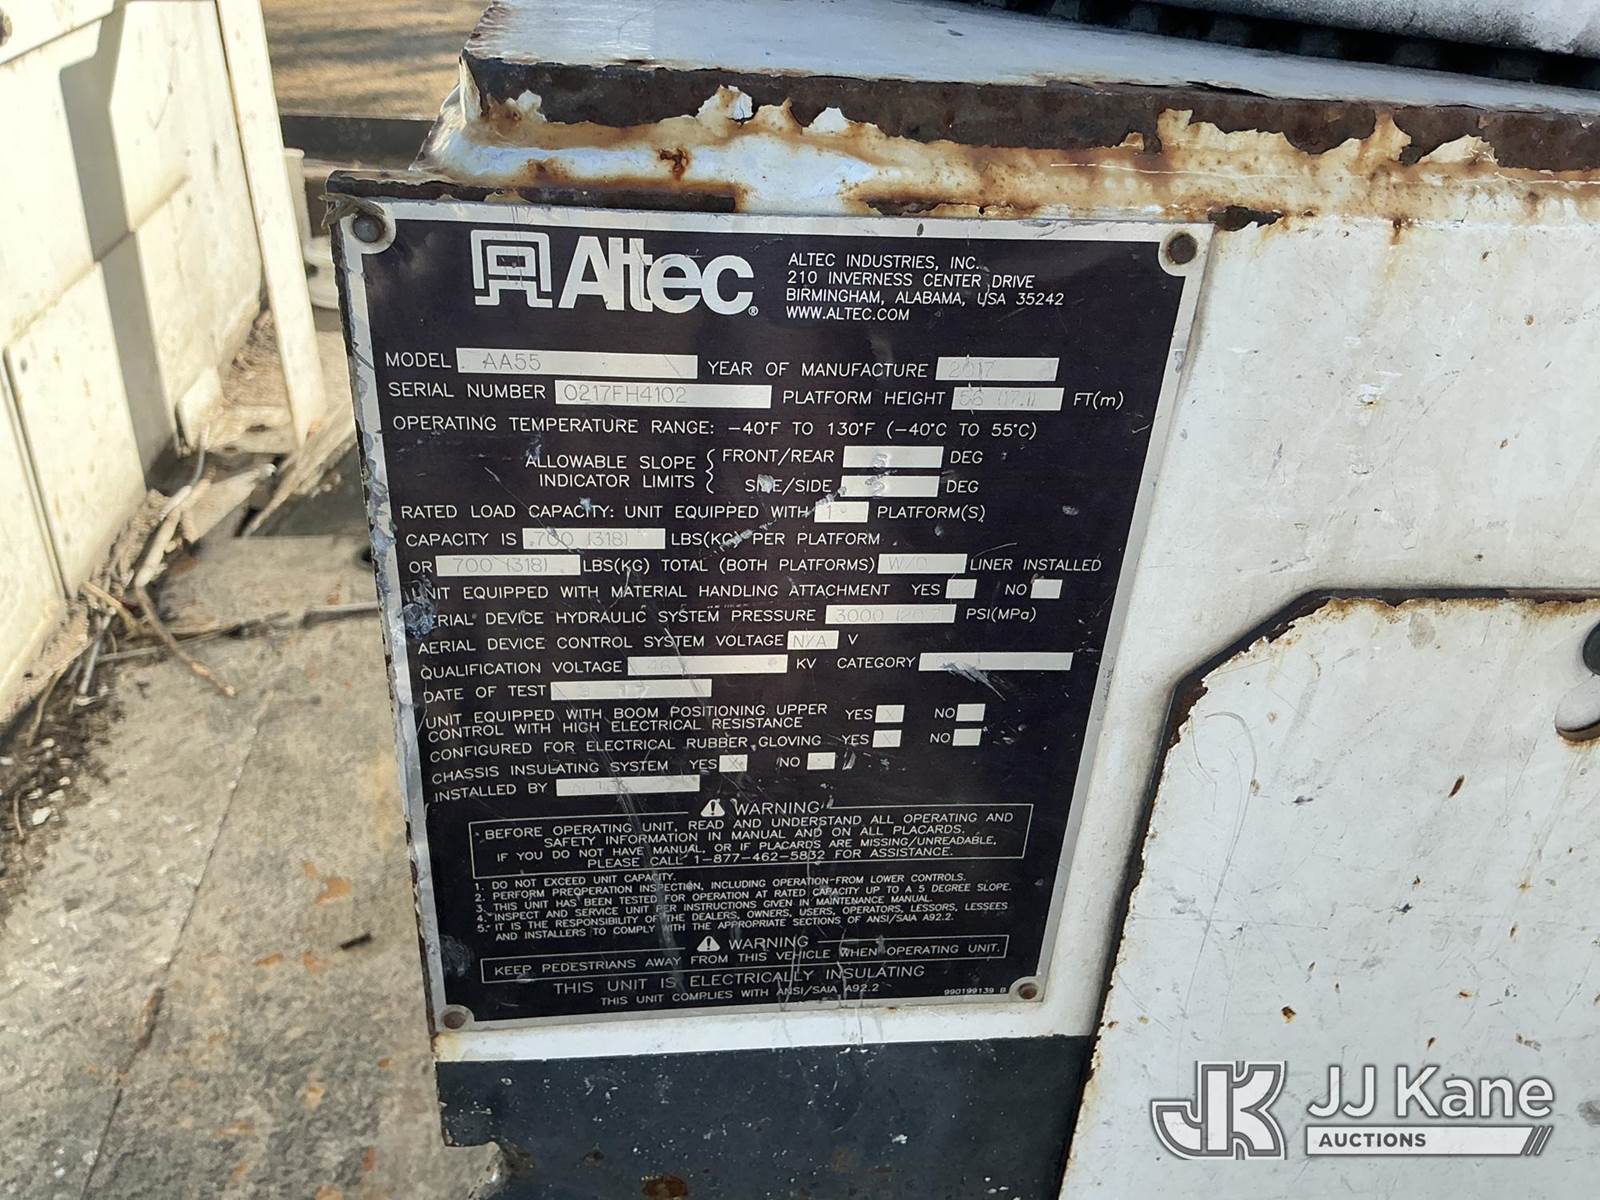 Altec®
ALTEC INDUSTRIES, INC.
210 INVERNESS CENTER DRIVE
BIRMINGHAM, ALABAMA, USA 35242
WWW.ALTEC.COM
MODEL AA55 YEAR OF MANUFACTURE 2017
SERIAL NUMBER 0217FH4102 PLATFORM HEIGHT 56 (17.1) FT(m)
OPERATING TEMPERATURE RANGE: -40°F TO 130°F (-40°C TO 55°C)
ALLOWABLE SLOPE FRONT/REAR 5 DEG
INDICATOR LIMITS SIDE/SIDE DEG
RATED LOAD CAPACITY: UNIT EQUIPPED WITH 1 PLATFORM(S)
CAPACITY IS 700 (318) LBS(KG) PER PLATFORM
OR 700 (318) LBS(KG) TOTAL (BOTH PLATFORMS) W/O LINER INSTALLED
UNIT EQUIPPED WITH MATERIAL HANDLING ATTACHMENT YES NO
AERIAL DEVICE HYDRAULIC SYSTEM PRESSURE 3000 PSI(MPa)
AERIAL DEVICE CONTROL SYSTEM VOLTAGE N/A V
QUALIFICATION VOLTAGE 46 KV CATEGORY
DATE OF TEST
UNIT EQUIPPED WITH BOOM POSITIONING UPPER YES X NO
CONTROL WITH HIGH ELECTRICAL RESISTANCE
CONFIGURED FOR ELECTRICAL RUBBER GLOVING YES X NO
CHASSIS INSULATING SYSTEM YES X NO
INSTALLED BY
WARNING
BEFORE OPERATING UNIT, READ AND UNDERSTAND ALL OPERATING AND
SAFETY INFORMATION IN MANUAL AND ON ALL PLACARDS.
IF YOU DO NOT HAVE MANUAL, OR IF PLACARDS ARE MISSING/UNREADABLE,
PLEASE CALL 1-877-462-5832 FOR ASSISTANCE.
1. DO NOT EXCEED UNIT CAPACITY.
2. PERFORM PREOPERATION INSPECTION, INCLUDING OPERATION FROM LOWER CONTROLS.
3. THIS UNIT HAS BEEN TESTED FOR OPERATION AT RATED CAPACITY UP TO A 5 DEGREE SLOPE.
4. INSPECT AND SERVICE UNIT PER INSTRUCTIONS GIVEN IN MAINTENANCE MANUAL.
5. IT IS THE RESPONSIBILITY OF THE DEALERS, OWNERS, USERS, OPERATORS, LESSORS, LESSEES
AND INSTALLERS TO COMPLY WITH THE APPROPRIATE SECTIONS OF ANSI/SAIA A92.2.
WARNING
KEEP PEDESTRIANS AWAY FROM THIS VEHICLE WHEN OPERATING UNIT.
THIS UNIT IS ELECTRICALLY INSULATING
THIS UNIT COMPLIES WITH ANSI/SAIA A92.2
990199139 B
JK JJ Kane
AUCTIONS